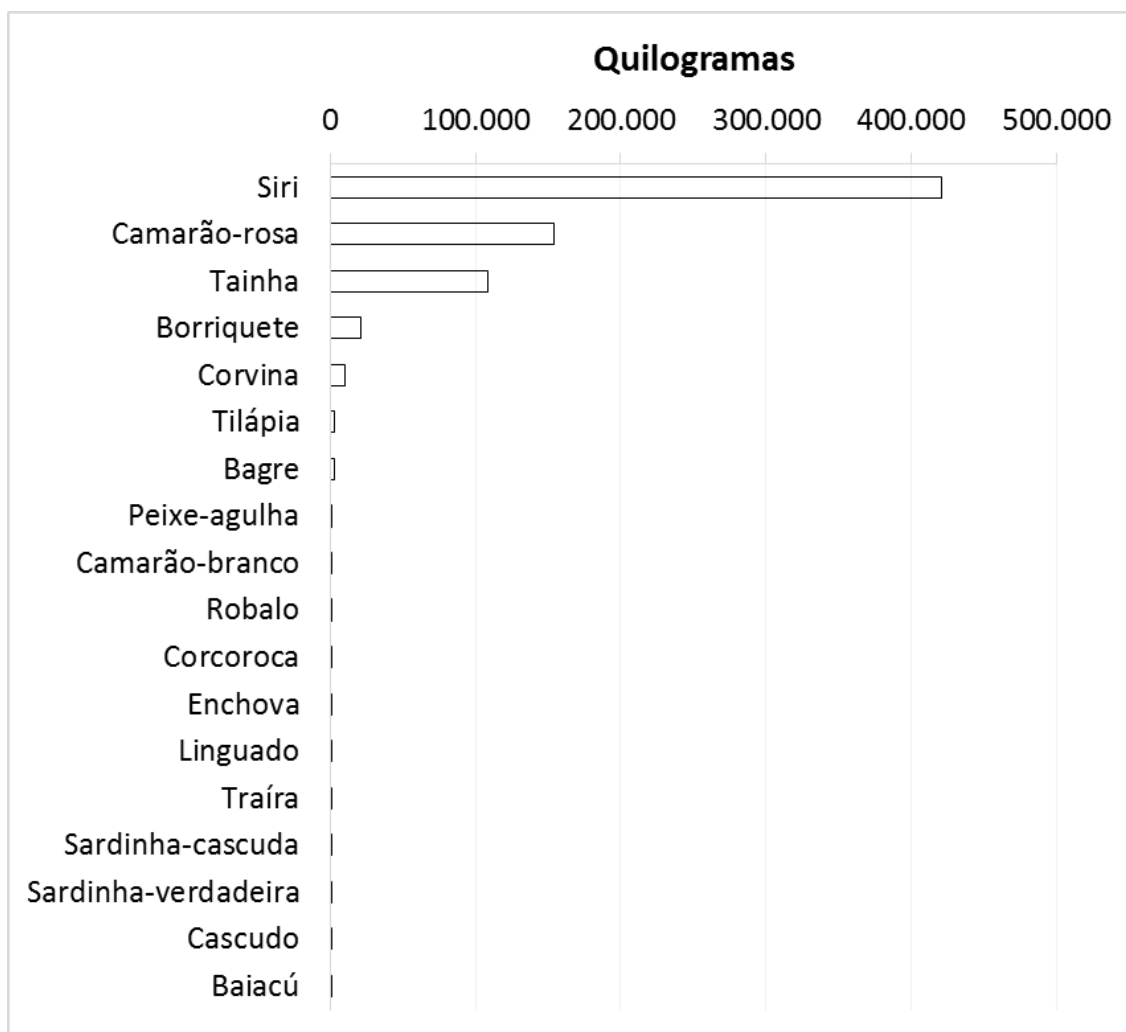 Quilogramas
0 100.000 200.000 300.000 400.000 500.000
Siri
Camarão-rosa
Tainha
Borriquete
Corvina
Tilápia
Bagre
Peixe-agulha
Camarão-branco
Robalo
Corcoroca
Enchova
Linguado
Traíra
Sardinha-cascuda
Sardinha-verdadeira
Cascudo
Baiacú